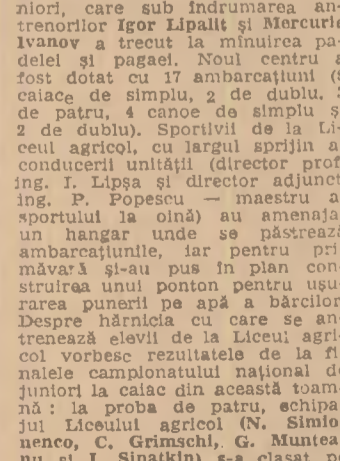 niori, care sub îndrumarea an-
trenorilor Igor Lipalit și Mercurie
Ivanov a trecut la mînuirea pa-
delei și pagaei. Noul centru a
fost dotat cu 17 ambarcațiuni (
caiace de simplu, 2 de dublu,
de patru, 4 canoe de simplu ș
2 de dublu). Sportivii de la Li-
ceul agricol, cu largul sprijin a
conducerii unității (director prof
ing. I. Lipșa și director adjunct
ing. P. Popescu — maestru a
sportului la oină) au amenaja
un hangar unde se păstrează
ambarcațiunile, iar pentru pri
măvară și-au pus în plan con
struirea unui ponton pentru ușu
rarea punerii pe apă a bărcilor
Despre hărnicia cu care se an
trenează elevii de la Liceul agri
col vorbesc rezultatele de la fi
nalele campionatului național d
juniori la caiac din această toam
nă : la proba de patru, echipa
jul Liceului agricol (N. Simio
nenco, C. Grimschi, G. Muntea
nu și I. Sipatkin) s-a clasat pe